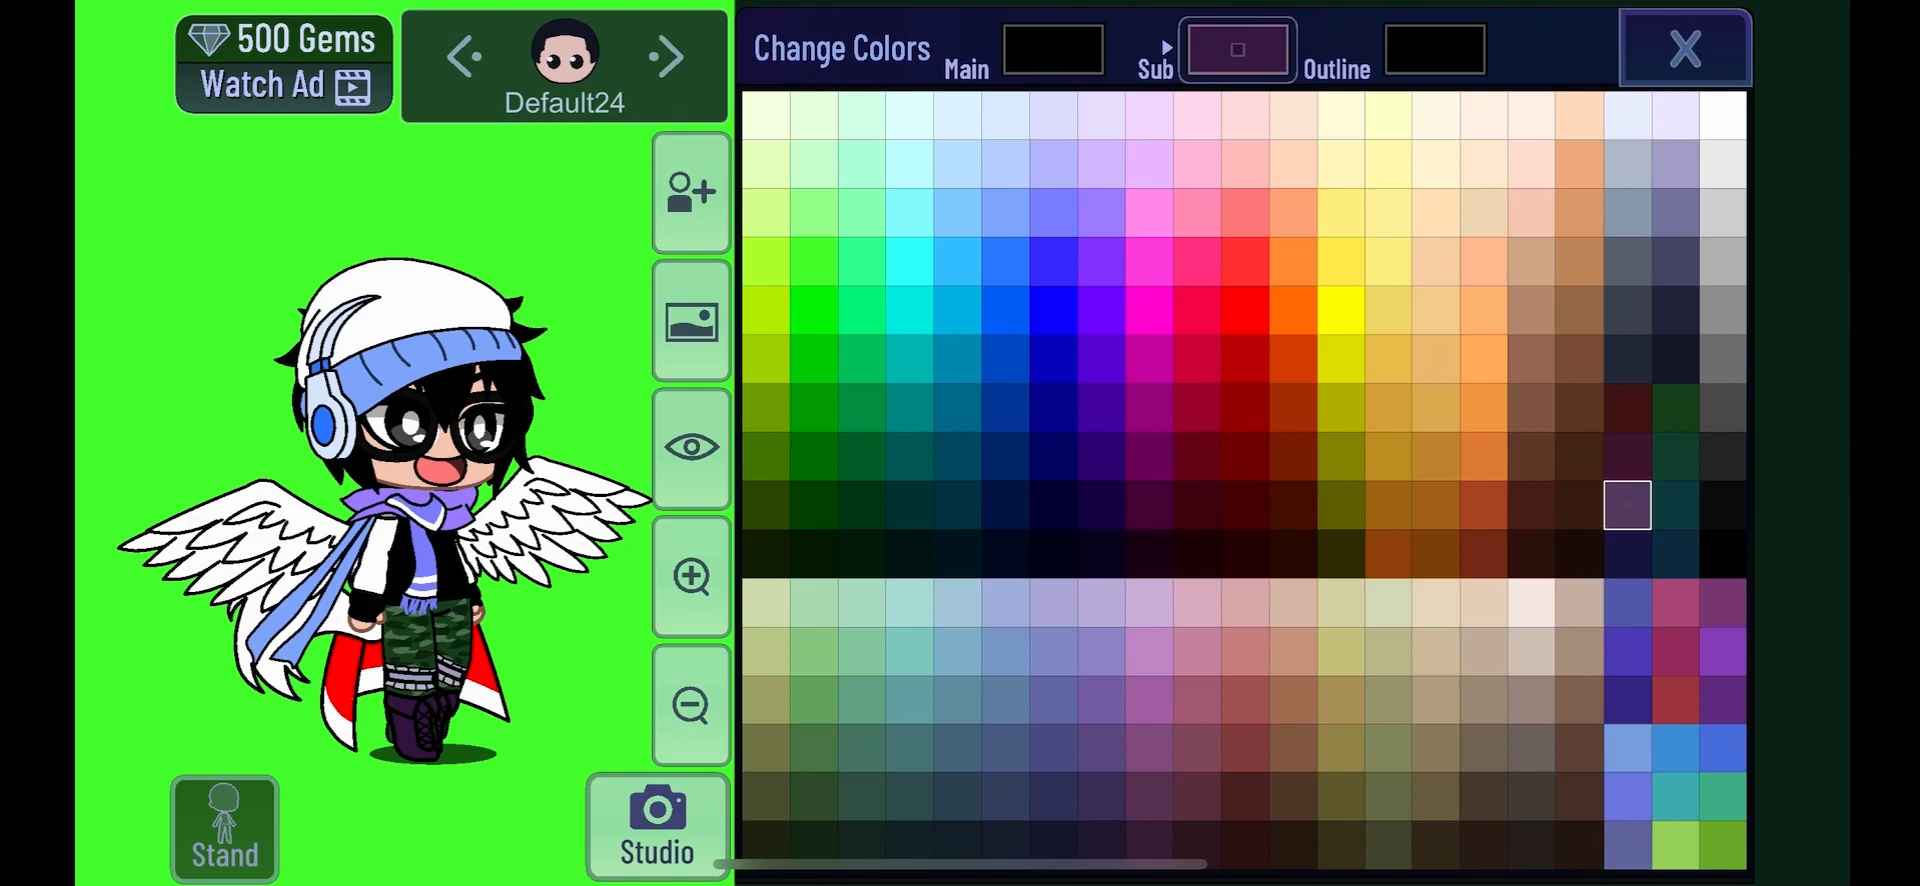 500 Gems
Watch Ad
Default24
Change Colors
Main
Sub
Outline
X
Stand
Studio